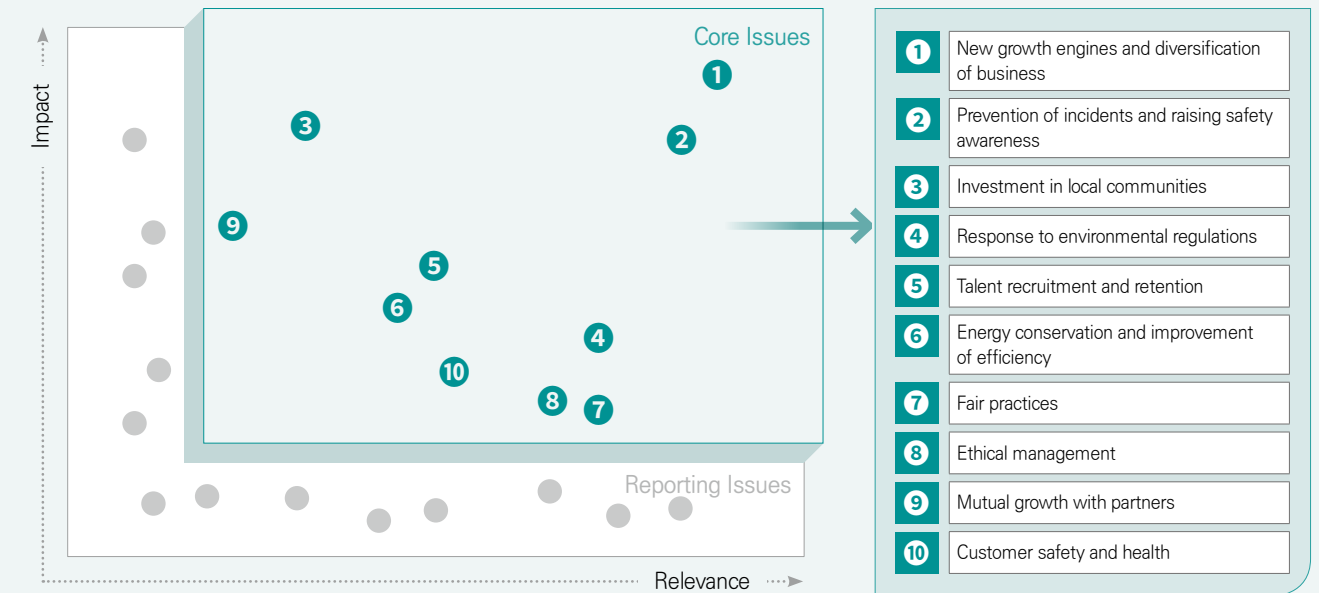 Impact
Core Issues
1
2
3
9
5
6
4
10
8
7
Reporting Issues
Relevance
1 New growth engines and diversification
of business
2 Prevention of incidents and raising safety
awareness
3 Investment in local communities
4 Response to environmental regulations
5 Talent recruitment and retention
6 Energy conservation and improvement
of efficiency
7 Fair practices
8 Ethical management
9 Mutual growth with partners
10 Customer safety and health